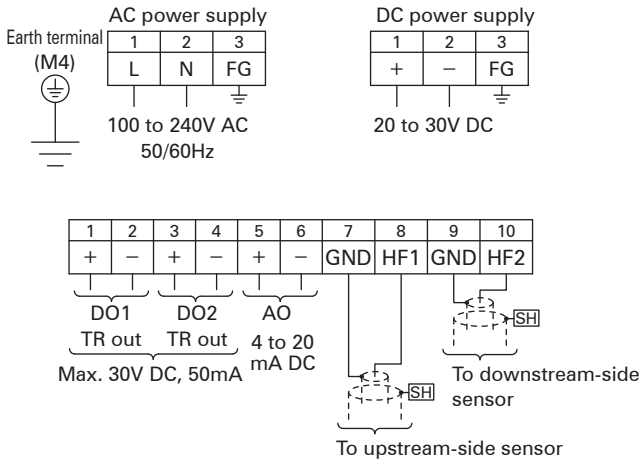 AC power supply
DC power supply
Earth terminal
(M4)
1 2 3
L N FG
1 2 3
+ − FG
100 to 240V AC
50/60Hz
20 to 30V DC
1 2 3 4 5 6 7 8 9 10
+ − + − + − GND HF1 GND HF2
DO1 DO2 AO
TR out TR out 4 to 20
mA DC
Max. 30V DC, 50mA
SH
To downstream-side
sensor
SH
To upstream-side sensor